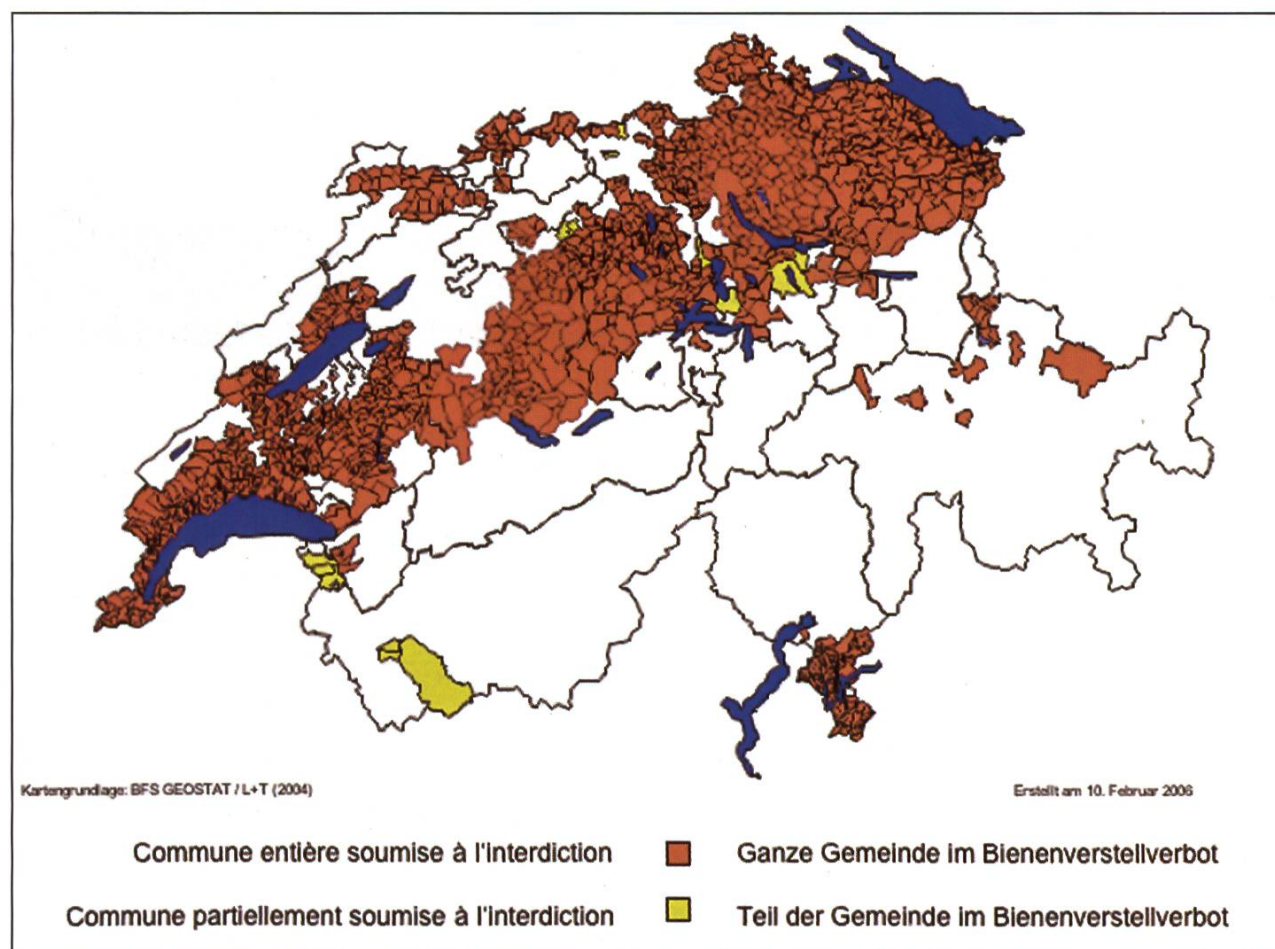 Kartengrundlage: BFS GEOSTAT / L+T (2004)
Erstellt am 10. Februar 2006
Commune entière soumise à l'interdiction
Ganze Gemeinde im Bienenverstellverbot
Commune partiellement soumise à l'interdiction
Teil der Gemeinde im Bienenverstellverbot